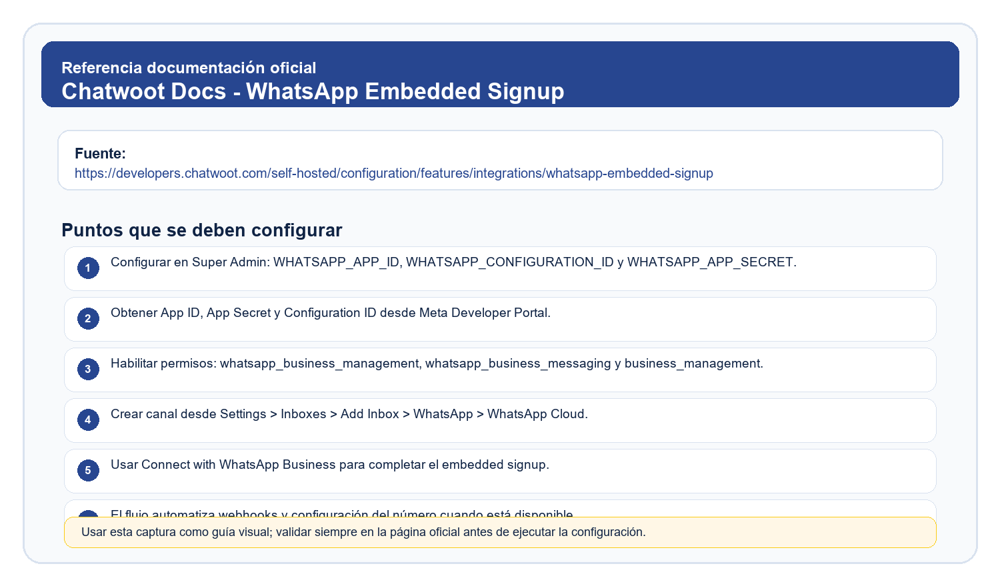 Referencia documentación oficial
Chatwoot Docs - WhatsApp Embedded Signup
Fuente:
https://developers.chatwoot.com/self-hosted/configuration/features/integrations/whatsapp-embedded-signup
Puntos que se deben configurar
1 Configurar en Super Admin: WHATSAPP_APP_ID, WHATSAPP_CONFIGURATION_ID y WHATSAPP_APP_SECRET.
2 Obtener App ID, App Secret y Configuration ID desde Meta Developer Portal.
3 Habilitar permisos: whatsapp_business_management, whatsapp_business_messaging y business_management.
4 Crear canal desde Settings > Inboxes > Add Inbox > WhatsApp > WhatsApp Cloud.
5 Usar Connect with WhatsApp Business para completar el embedded signup.
El flujo automatiza webhooks y configuración del número cuando está disponible
Usar esta captura como guía visual; validar siempre en la página oficial antes de ejecutar la configuración.